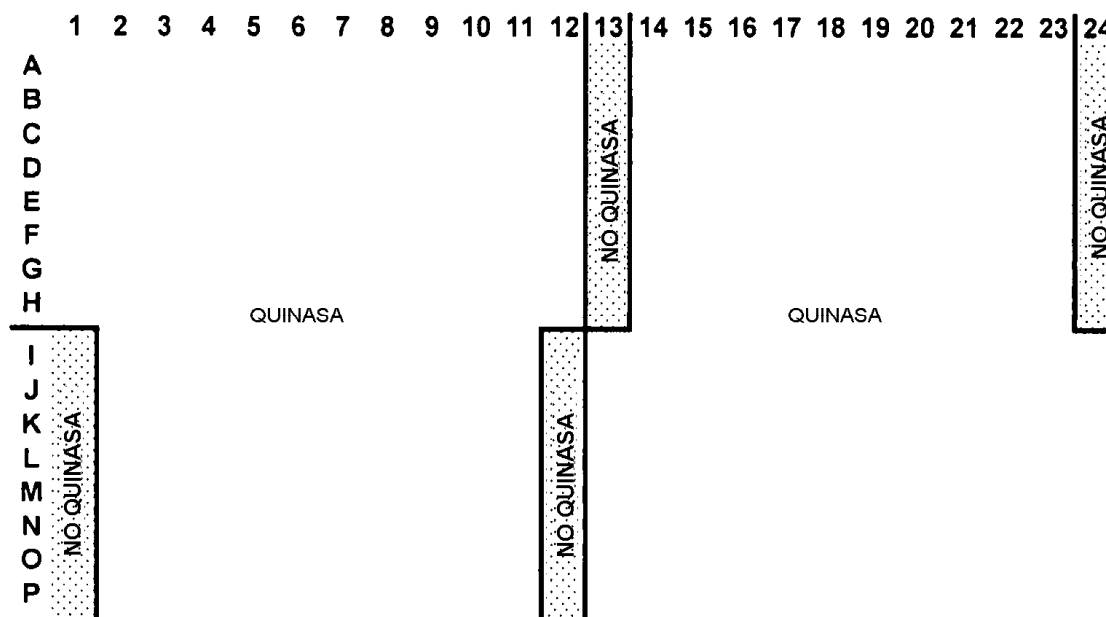 1 2 3 4 5 6 7 8 9 10 11 12 13 14 15 16 17 18 19 20 21 22 23 24
A
B
C
D
E
F
G
H
I
J
K
L
M
N
O
P
NO QUINASA
NO QUINASA
QUINASA
QUINASA
NO QUINASA
NO QUINASA